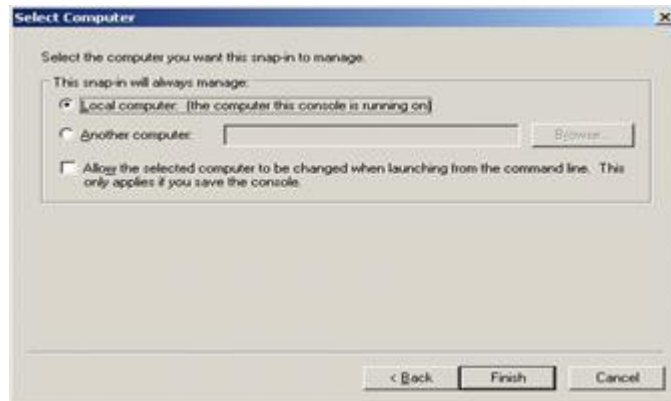 Select Computer
Select the computer you want this snap-in to manage.
This snap-in will always manage:
Local computer: (the computer this console is running on)
Another computer:
Browse...
Allow the selected computer to be changed when launching from the command line. This
only applies if you save the console.
< Back
Finish
Cancel